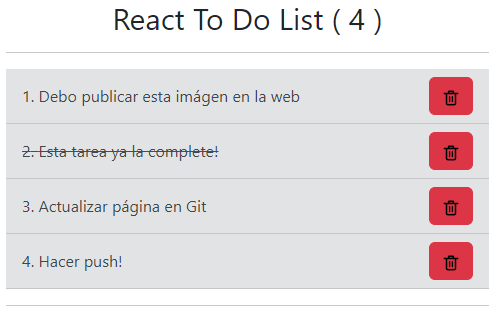 React To Do List ( 4 )
1. Debo publicar esta imágen en la web
2. Esta tarea ya la complete!
3. Actualizar página en Git
4. Hacer push!